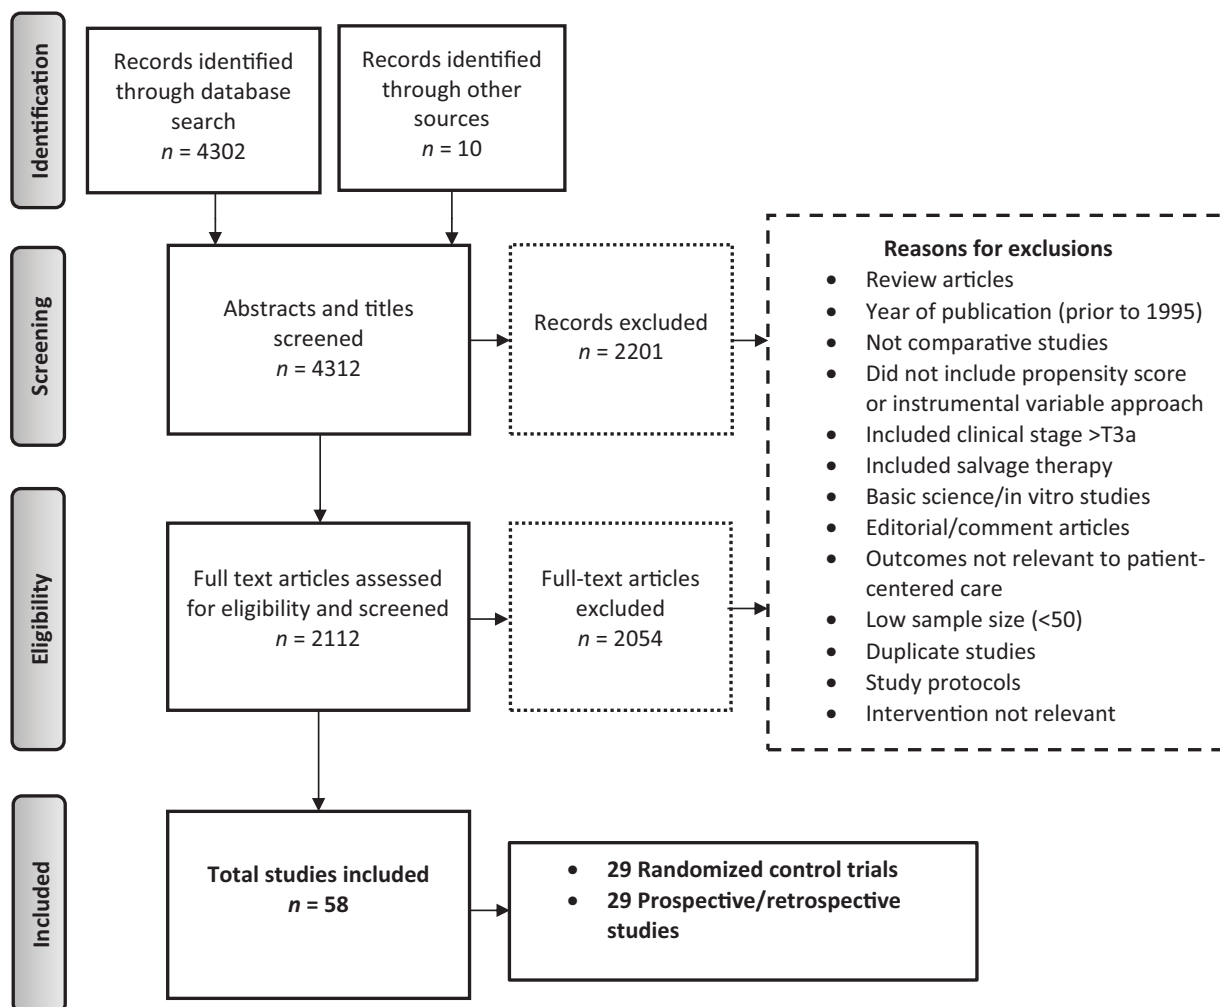 Identification
Records identified
through database
search
n = 4302
Records identified
through other
sources
n = 10
Screening
Abstracts and titles
screened
n = 4312
Records excluded
n = 2201
Reasons for exclusions
• Review articles
• Year of publication (prior to 1995)
• Not comparative studies
• Did not include propensity score
or instrumental variable approach
• Included clinical stage >T3a
• Included salvage therapy
• Basic science/in vitro studies
• Editorial/comment articles
• Outcomes not relevant to patient-
centered care
• Low sample size (<50)
• Duplicate studies
• Study protocols
• Intervention not relevant
Eligibility
Full text articles assessed
for eligibility and screened
n = 2112
Full-text articles
excluded
n = 2054
Included
Total studies included
n = 58
• 29 Randomized control trials
• 29 Prospective/retrospective
studies